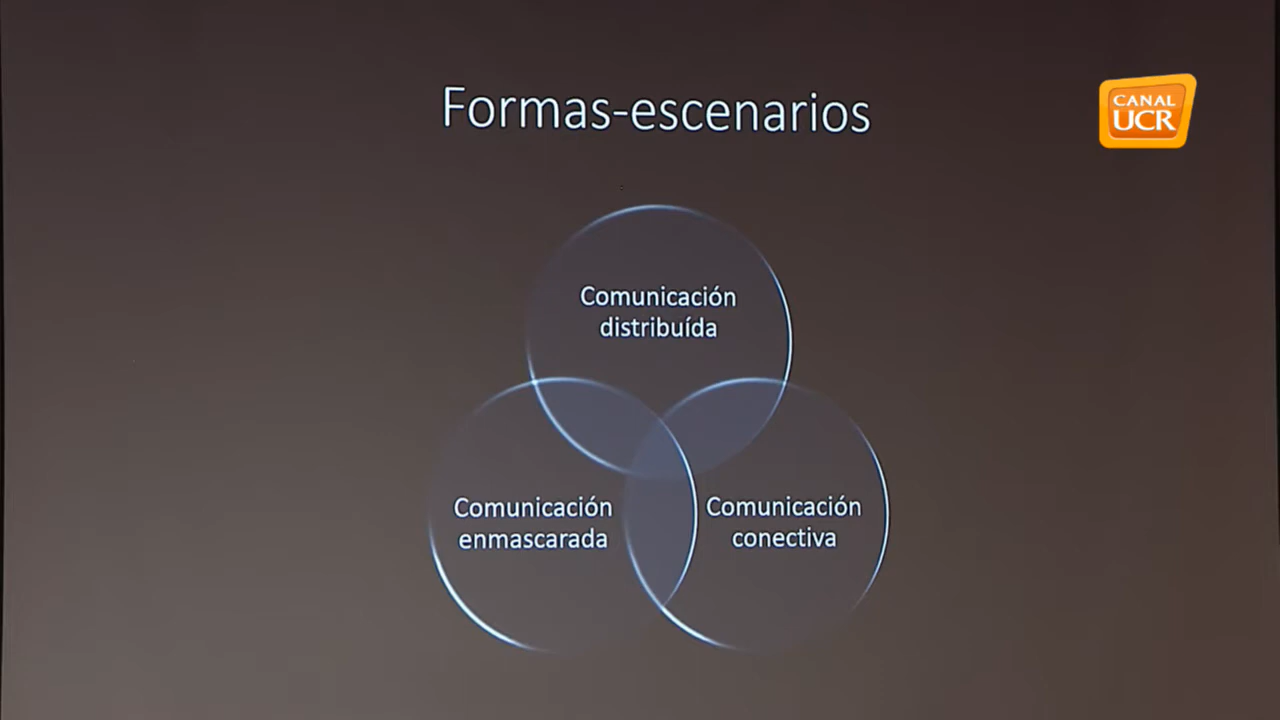 Formas-escenarios
CANAL
UCR
Comunicación
distribuída
Comunicación
enmascarada
Comunicación
conectiva